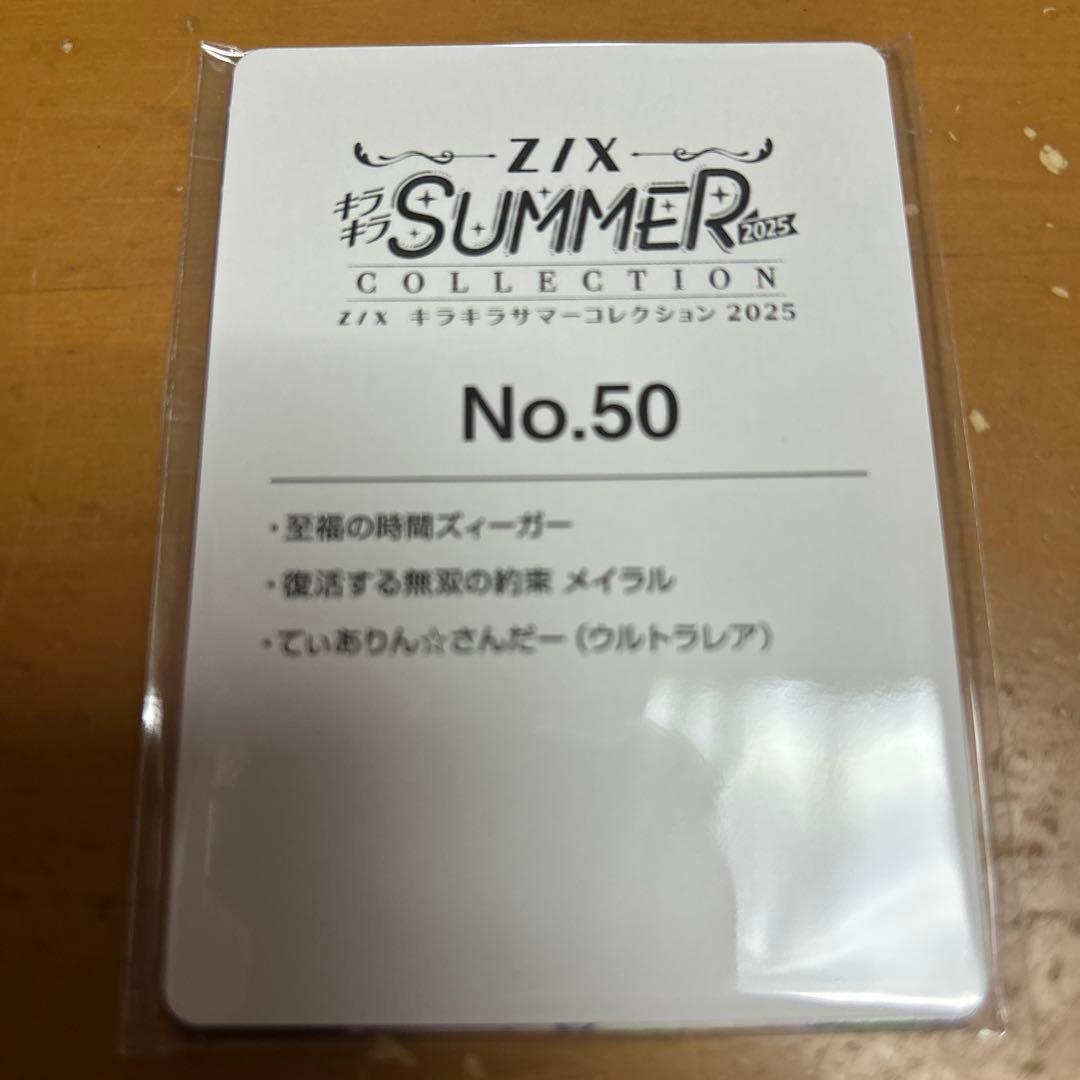 Z/X
キラキラ SUMMER 2025
COLLECTION
Z/X キラキラサマーコレクション 2025
No.50
・至福の時間ズィーガー
・復活する無双の約束 メイラル
・てぃありん☆さんだー（ウルトラレア）